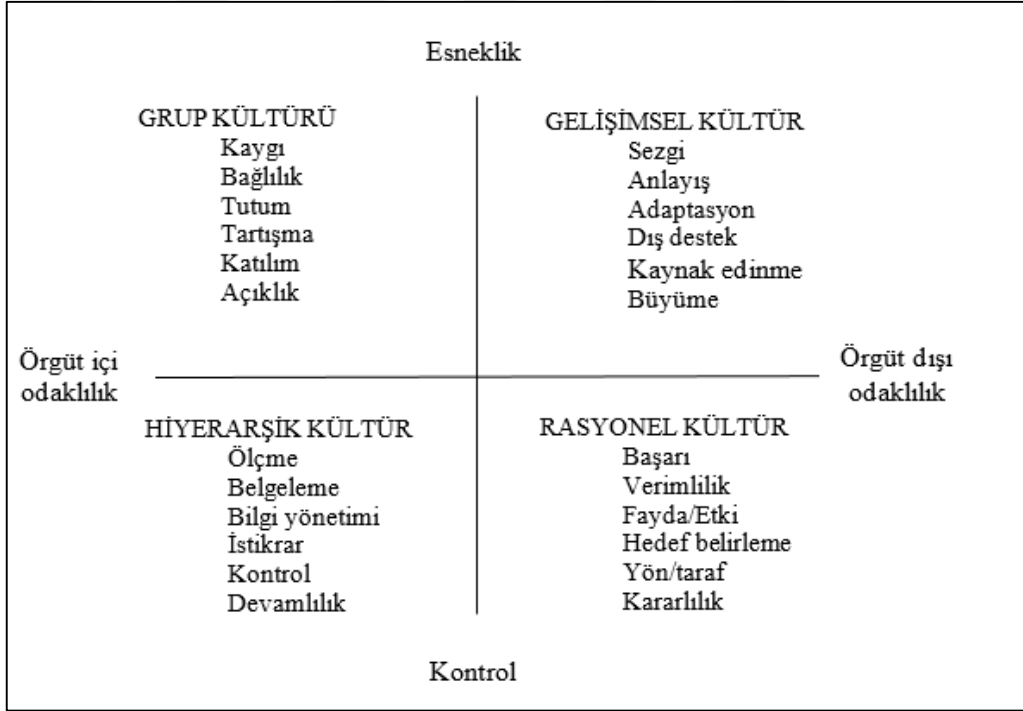 Esneklik
GRUP KÜLTÜRÜ
Kaygı
Bağlılık
Tutum
Tartışma
Katılım
Açıklık
GELİŞİMSEL KÜLTÜR
Sezgi
Anlayış
Adaptasyon
Dış destek
Kaynak edinme
Büyüme
Örgüt içi
odaklılık
Örgüt dışı
odaklılık
HİYERARŞİK KÜLTÜR
Ölçme
Belgeleme
Bilgi yönetimi
İstikrar
Kontrol
Devamlılık
RASYONEL KÜLTÜR
Başarı
Verimlilik
Fayda/Etki
Hedef belirleme
Yön/taraf
Kararlılık
Kontrol